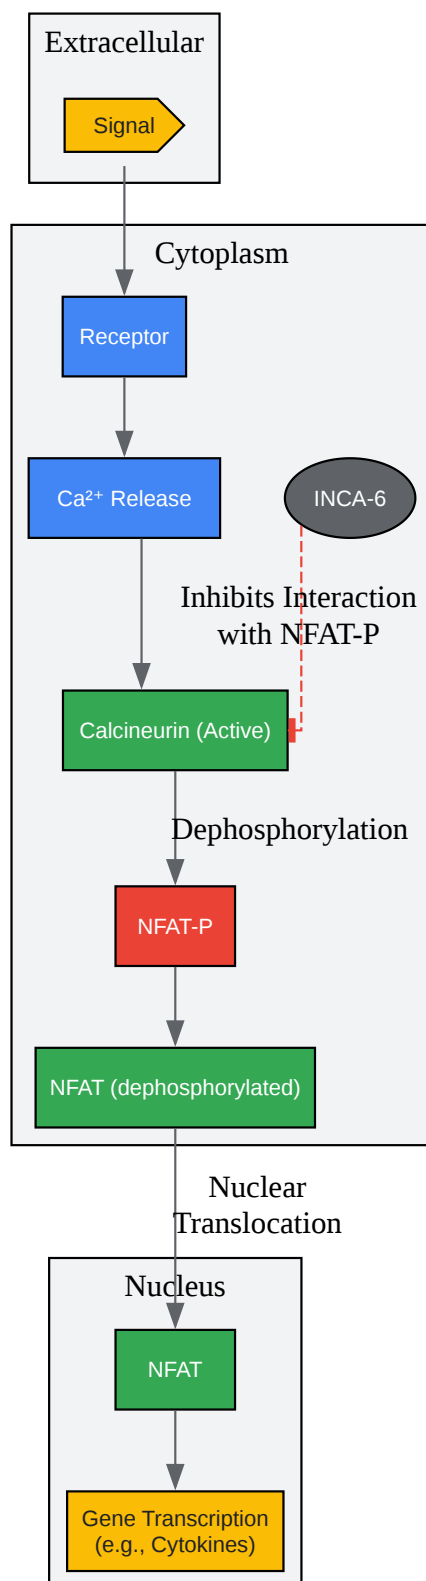 Extracellular
Signal
Cytoplasm
Receptor
Ca²⁺ Release
INCA-6
Inhibits Interaction
with NFAT-P
Calcineurin (Active)
Dephosphorylation
NFAT-P
NFAT (dephosphorylated)
Nuclear
Translocation
Nucleus
NFAT
Gene Transcription
(e.g., Cytokines)